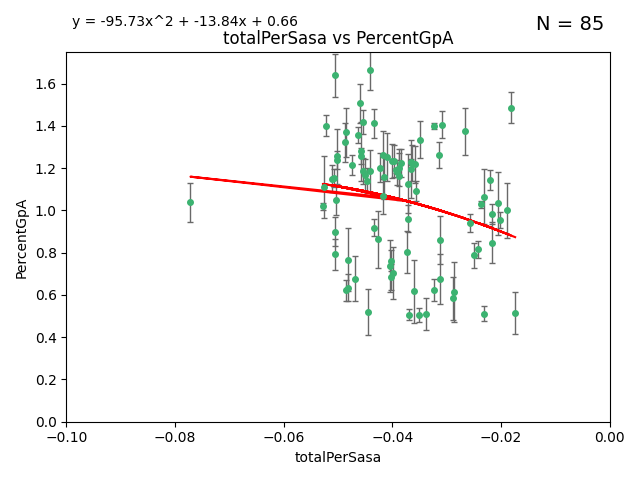 y = -95.73x^2 + -13.84x + 0.66
N = 85
totalPerSasa vs PercentGpA
PercentGpA
1.6
1.4
1.2
1.0
0.8
0.6
0.4
0.2
0.0
−0.10 −0.08 −0.06 −0.04 −0.02 0.00
totalPerSasa